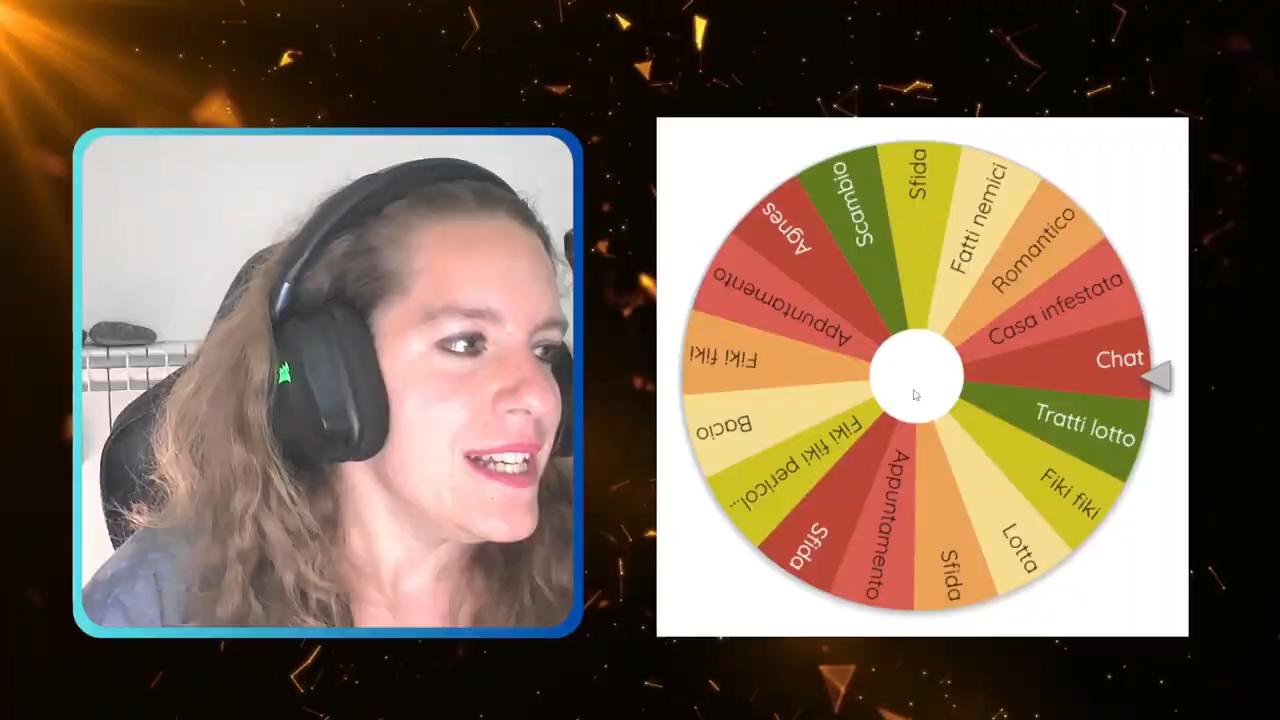 Sfida
Fatti nemici
Romantico
Casa infestata
Chat
Tratti lotto
Fiki fiki
Lotta
Sfida
Appuntamento
Sfida
Fiki fiki pericol...
Bacio
Fiki fiki
Appuntamento
Agnes
Scambio